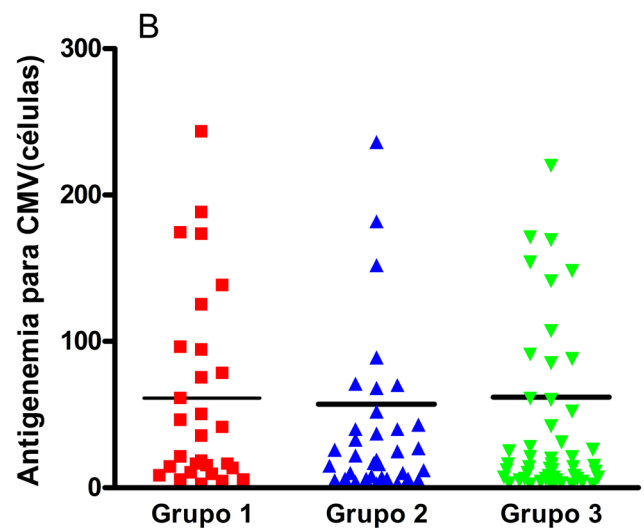 B
300
200
100
0
Antigenemia para CMV(células)
Grupo 1 Grupo 2 Grupo 3